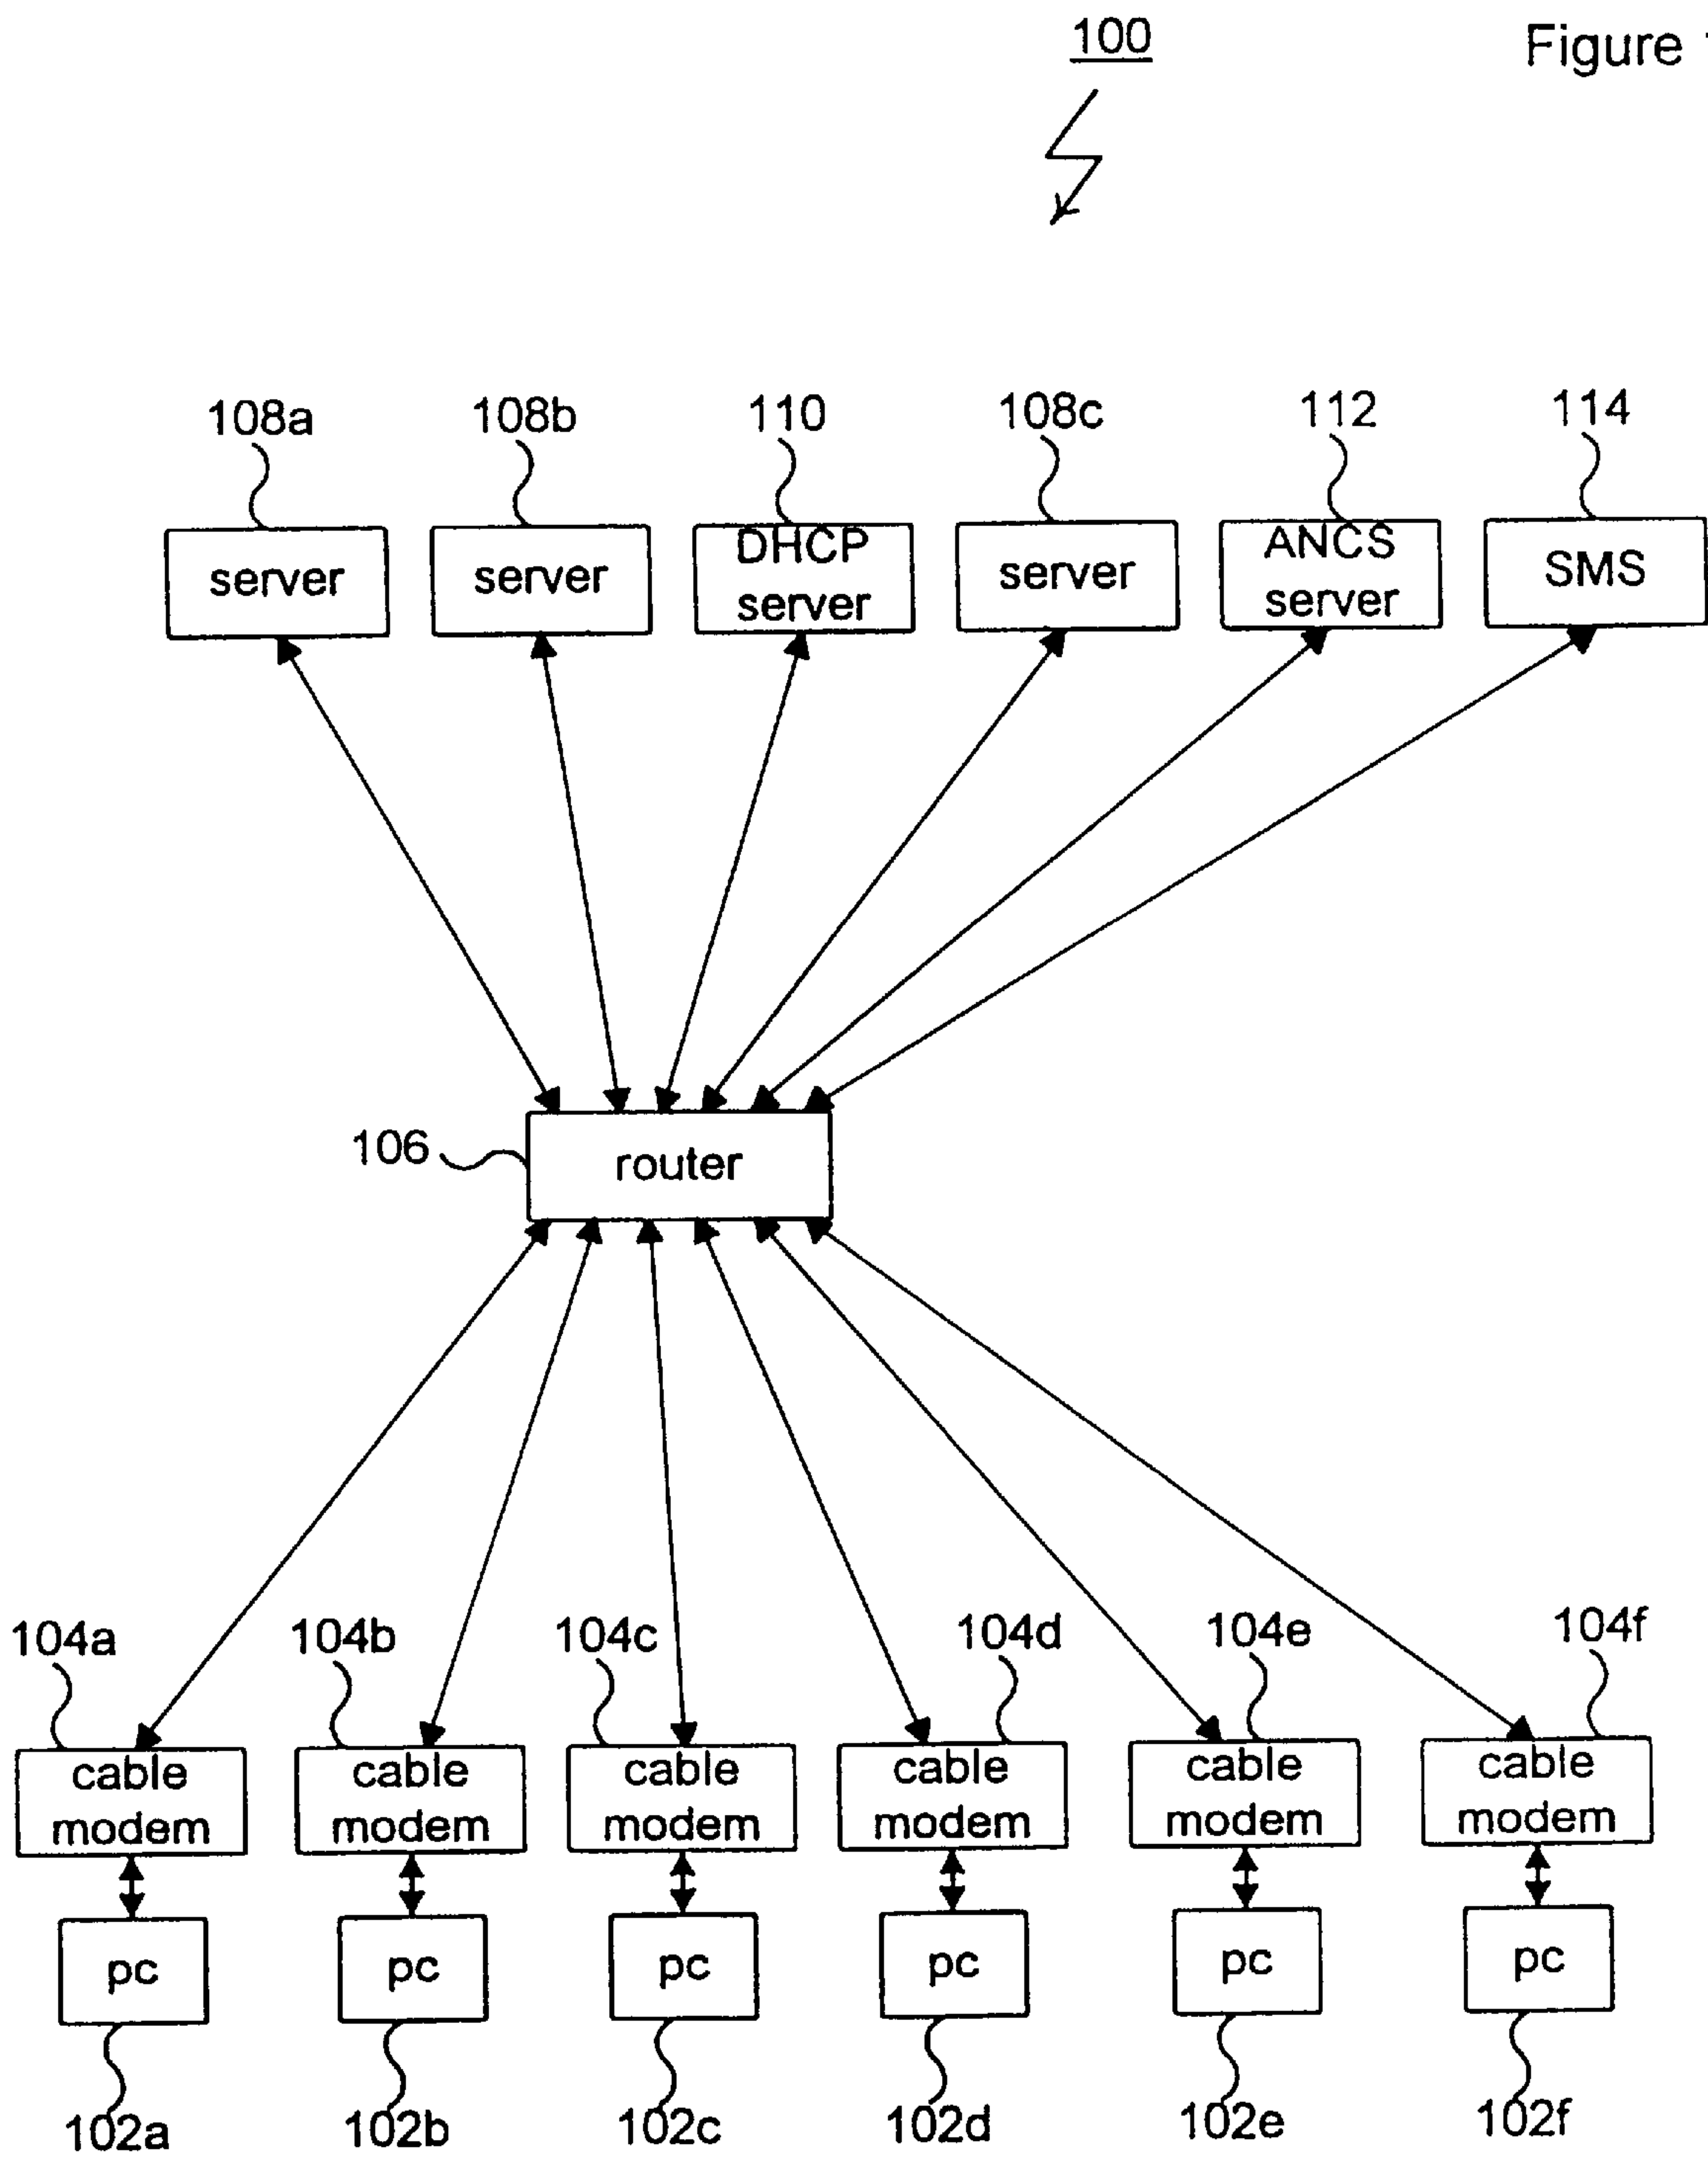 100
Figure
108a
108b
110
108c
112
114
server
server
DHCP
server
server
ANCS
server
SMS
106
router
104a
104b
104c
104d
104e
104f
cable
modem
cable
modem
cable
modem
cable
modem
cable
modem
cable
modem
pc
pc
pc
pc
pc
pc
102a
102b
102c
102d
102e
102f